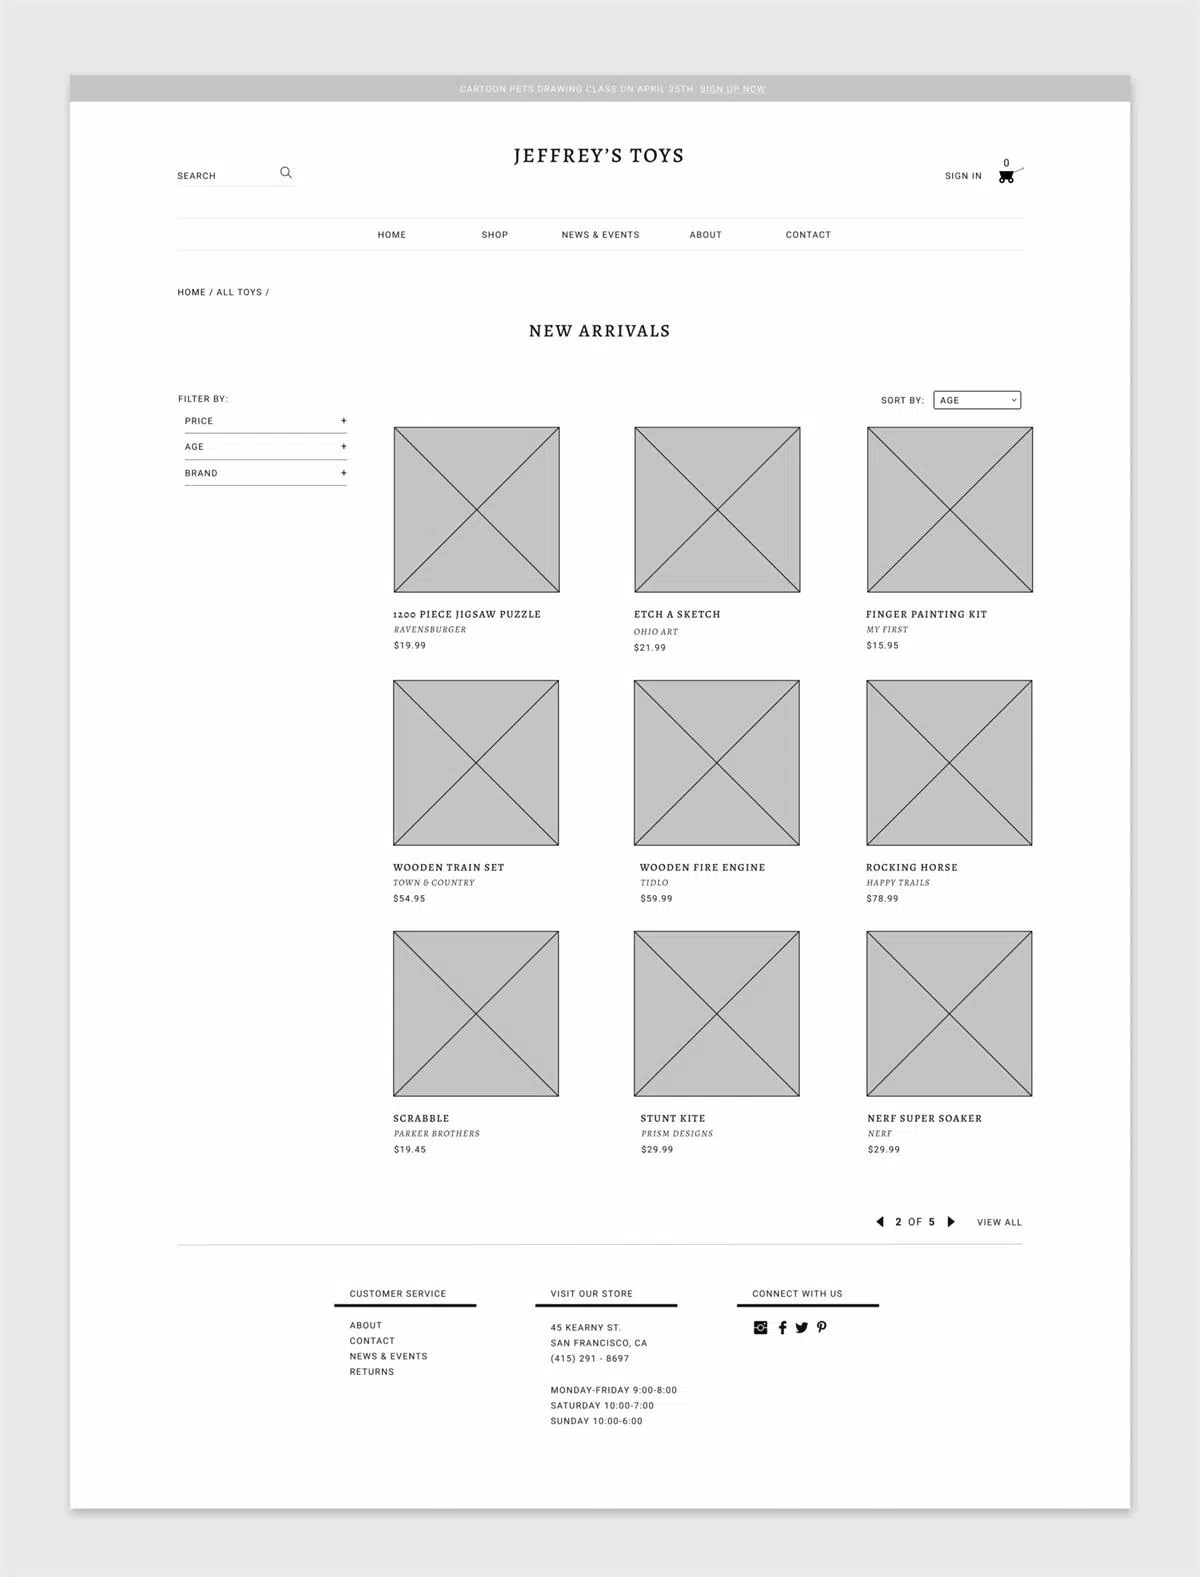 CARTOON PETS DRAWING CLASS ON APRIL 25TH. SIGN UP NOW
JEFFREY'S TOYS
SEARCH
0
SIGN IN
HOME SHOP NEWS & EVENTS ABOUT CONTACT
HOME / ALL TOYS /
NEW ARRIVALS
FILTER BY:
PRICE +
AGE +
BRAND +
SORT BY: AGE
1200 PIECE JIGSAW PUZZLE
RAVENSBURGER
$19.99
ETCH A SKETCH
OHIO ART
$21.99
FINGER PAINTING KIT
MY FIRST
$15.95
WOODEN TRAIN SET
TOWN & COUNTRY
$54.95
WOODEN FIRE ENGINE
TIDLO
$59.99
ROCKING HORSE
HAPPY TRAILS
$78.99
SCRABBLE
PARKER BROTHERS
$19.45
STUNT KITE
PRISM DESIGNS
$29.99
NERF SUPER SOAKER
NERF
$29.99
2 OF 5 VIEW ALL
CUSTOMER SERVICE
ABOUT
CONTACT
NEWS & EVENTS
RETURNS
VISIT OUR STORE
45 KEARNY ST.
SAN FRANCISCO, CA
(415) 291 - 8697
MONDAY-FRIDAY 9:00-8:00
SATURDAY 10:00-7:00
SUNDAY 10:00-6:00
CONNECT WITH US